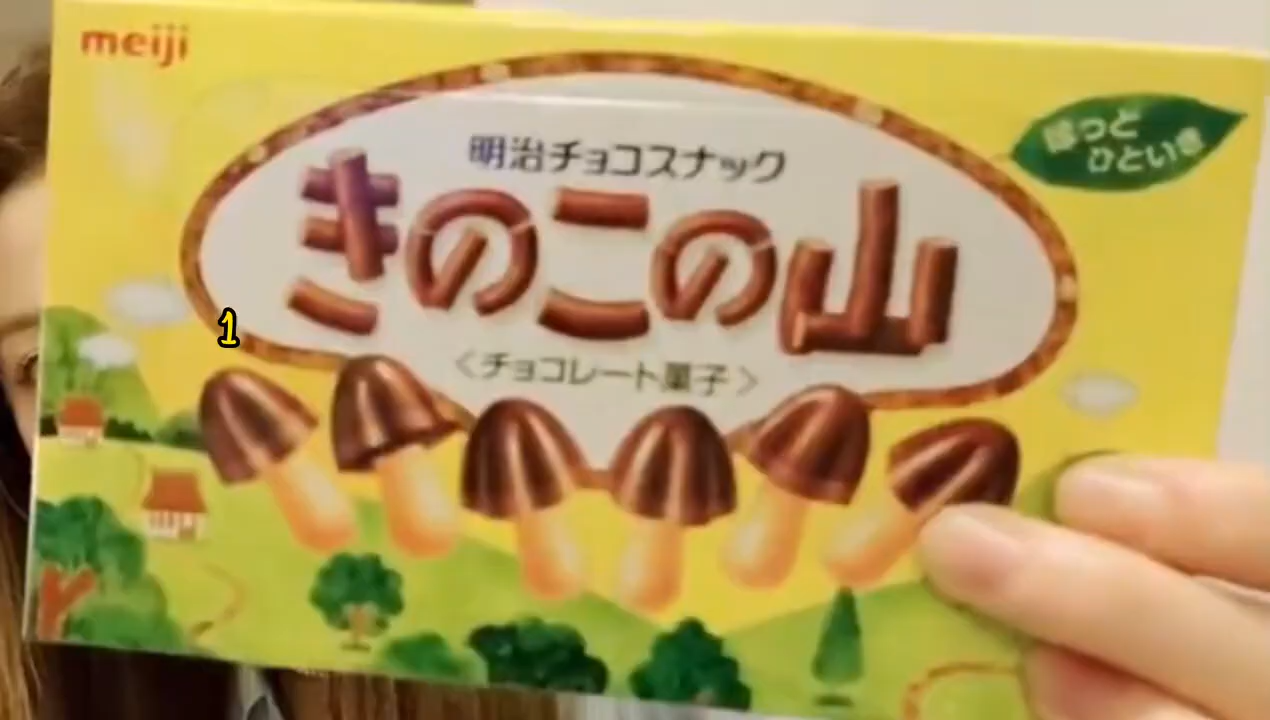 meiji
ほっと
ひといき
明治チョコスナック
きのこの山
<チョコレート菓子>
1